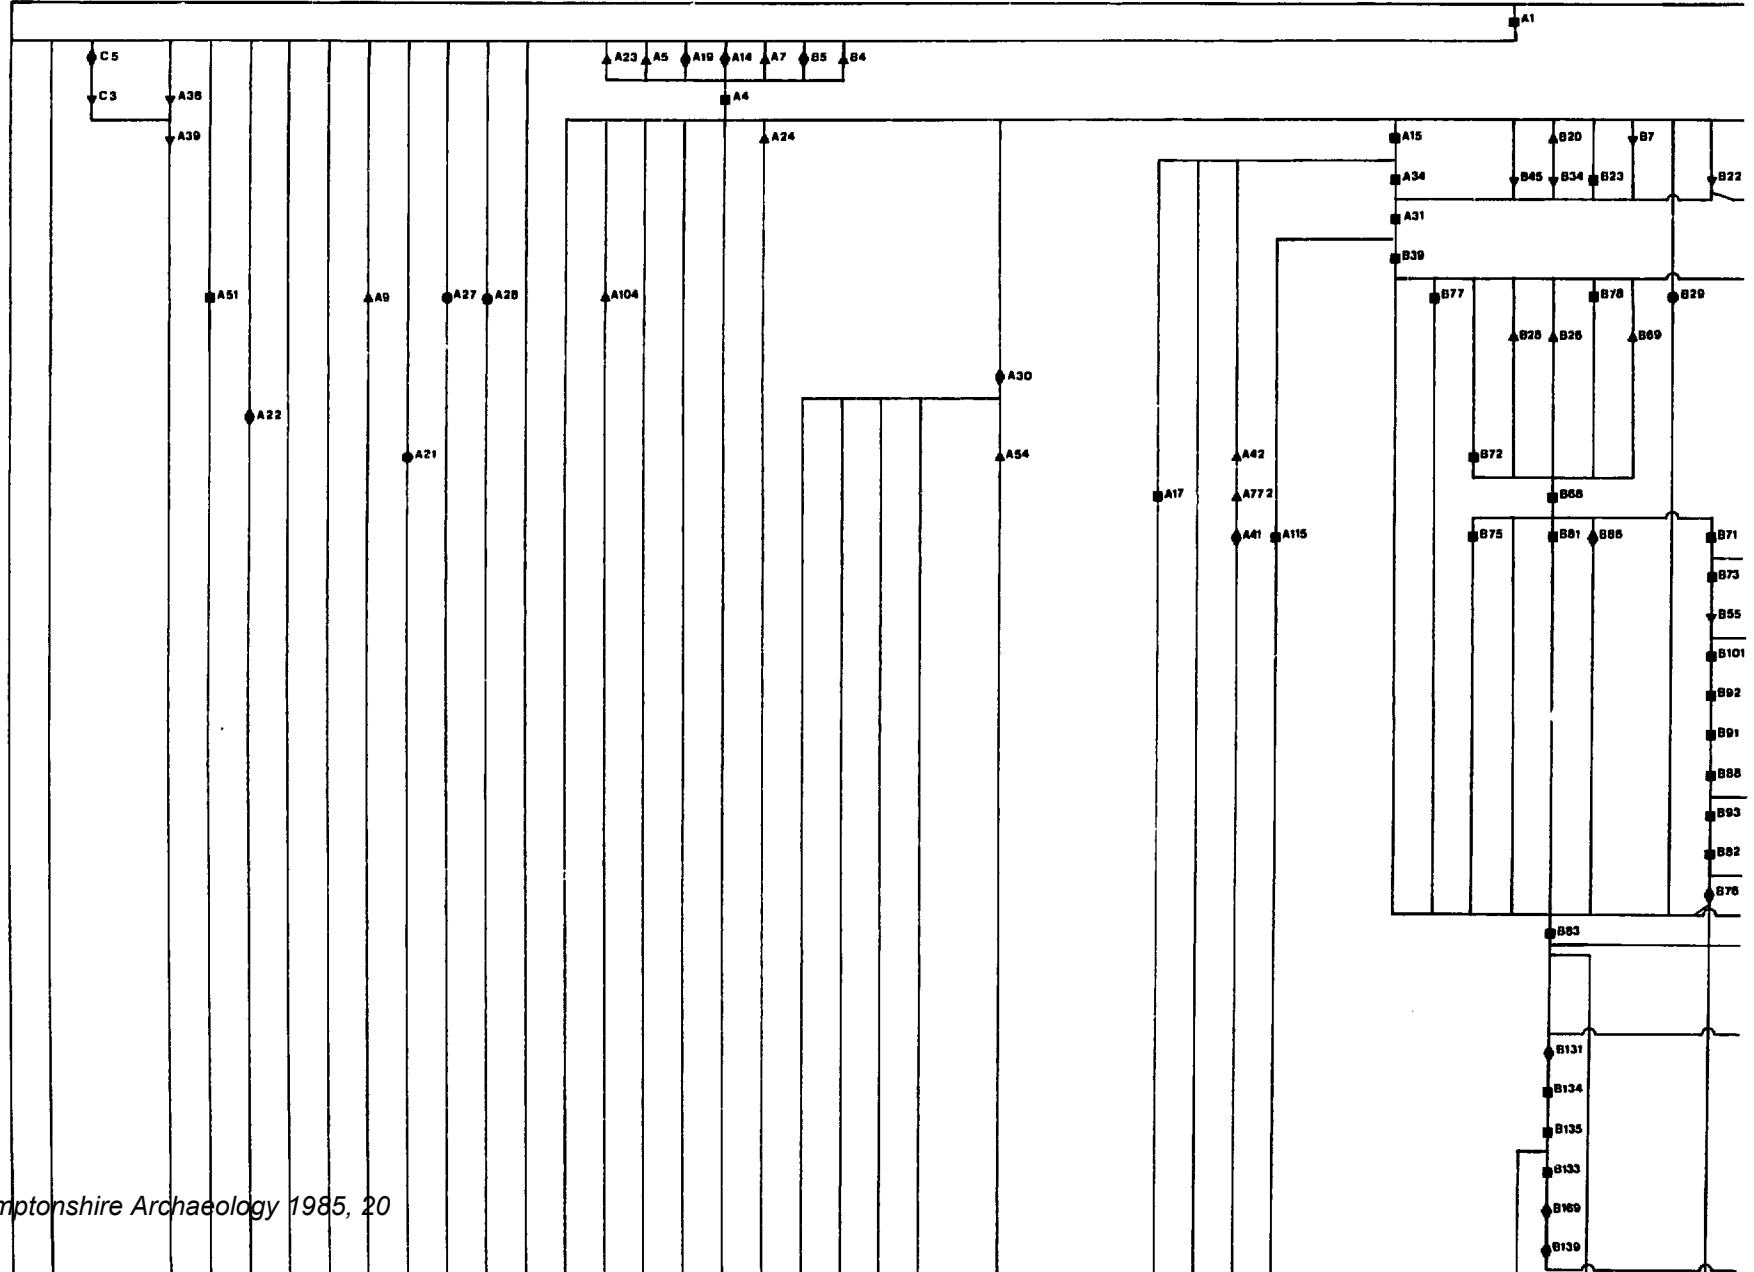 A1
C5 A23 A5 A19 A14 A7 B5 B4
C3 A38 A4
A39 A24 A15 B20 B7
A34 B45 B34 B23 B22
A31
B39
A51 A9 A27 A28 A104 B77 B78 B29
B28 B26 B69
A30
A22
A21 A54 A42 B72
A17 A77 2 B68
A41 A115 B75 B81 B86 B71
B73
B55
B101
B92
B91
B88
B93
B82
B76
B83
B131
B134
B135
B133
mptonshire Archaeology 1985, 20
B169
B139